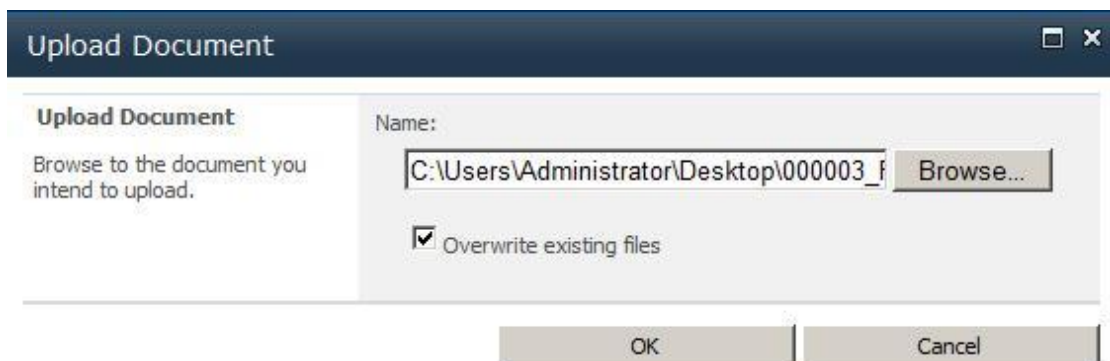 Upload Document
Upload Document
Browse to the document you
intend to upload.
Name:
C:\Users\Administrator\Desktop\000003_
Browse...
Overwrite existing files
OK
Cancel